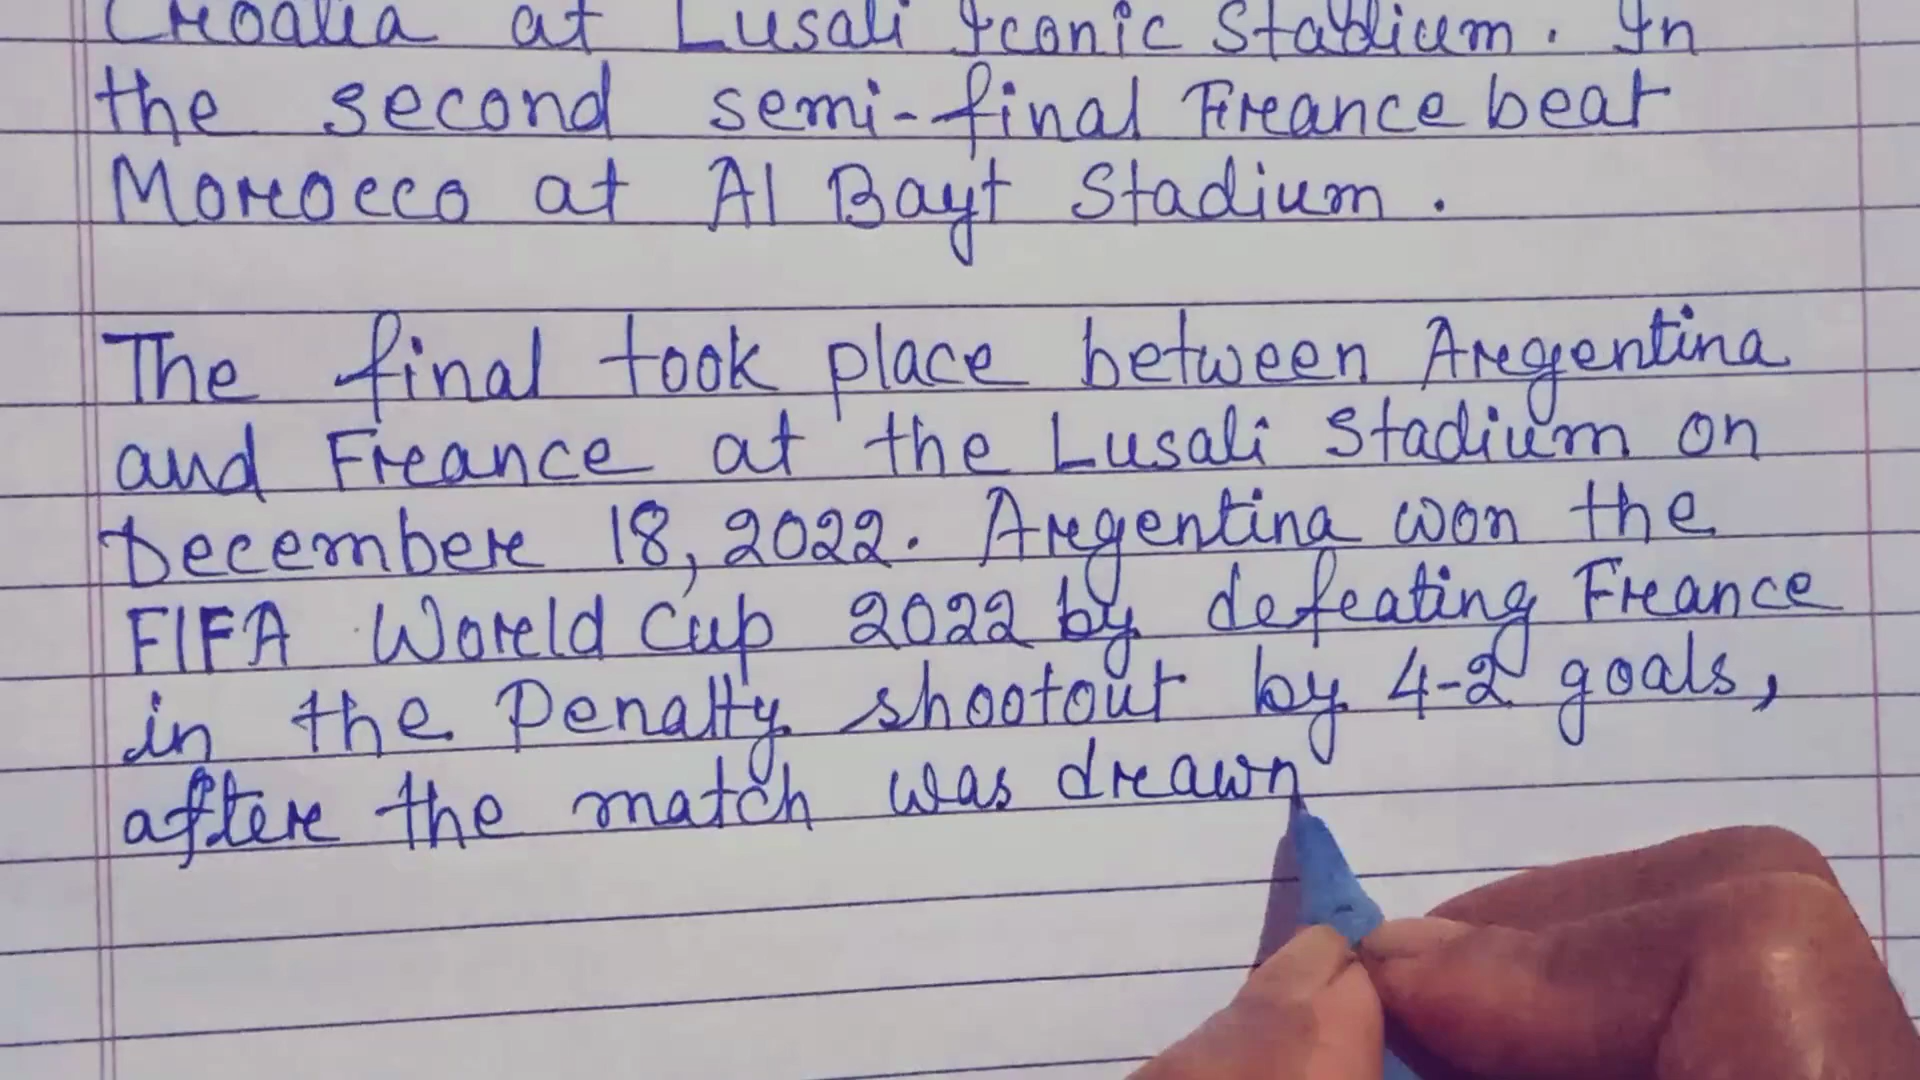 Croatia at Lusali Iconic Stadium. In
the second semi-final France beat
Morocco at Al Bayt Stadium.
The final took place between Argentina
and France at the Lusali Stadium on
December 18, 2022. Argentina won the
FIFA World Cup 2022 by defeating France
in the Penalty shootout by 4-2 goals,
after the match was drawn